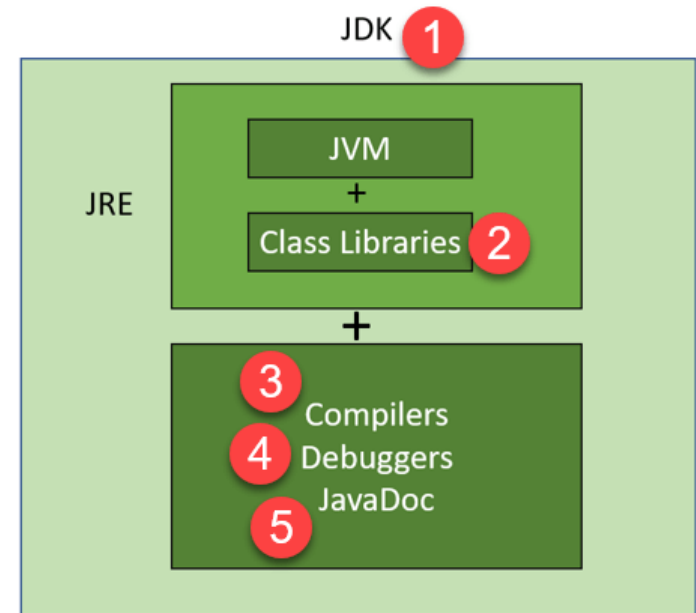 JDK 1
JVM
+
JRE
Class Libraries 2
+
3
Compilers
4 Debuggers
JavaDoc
5